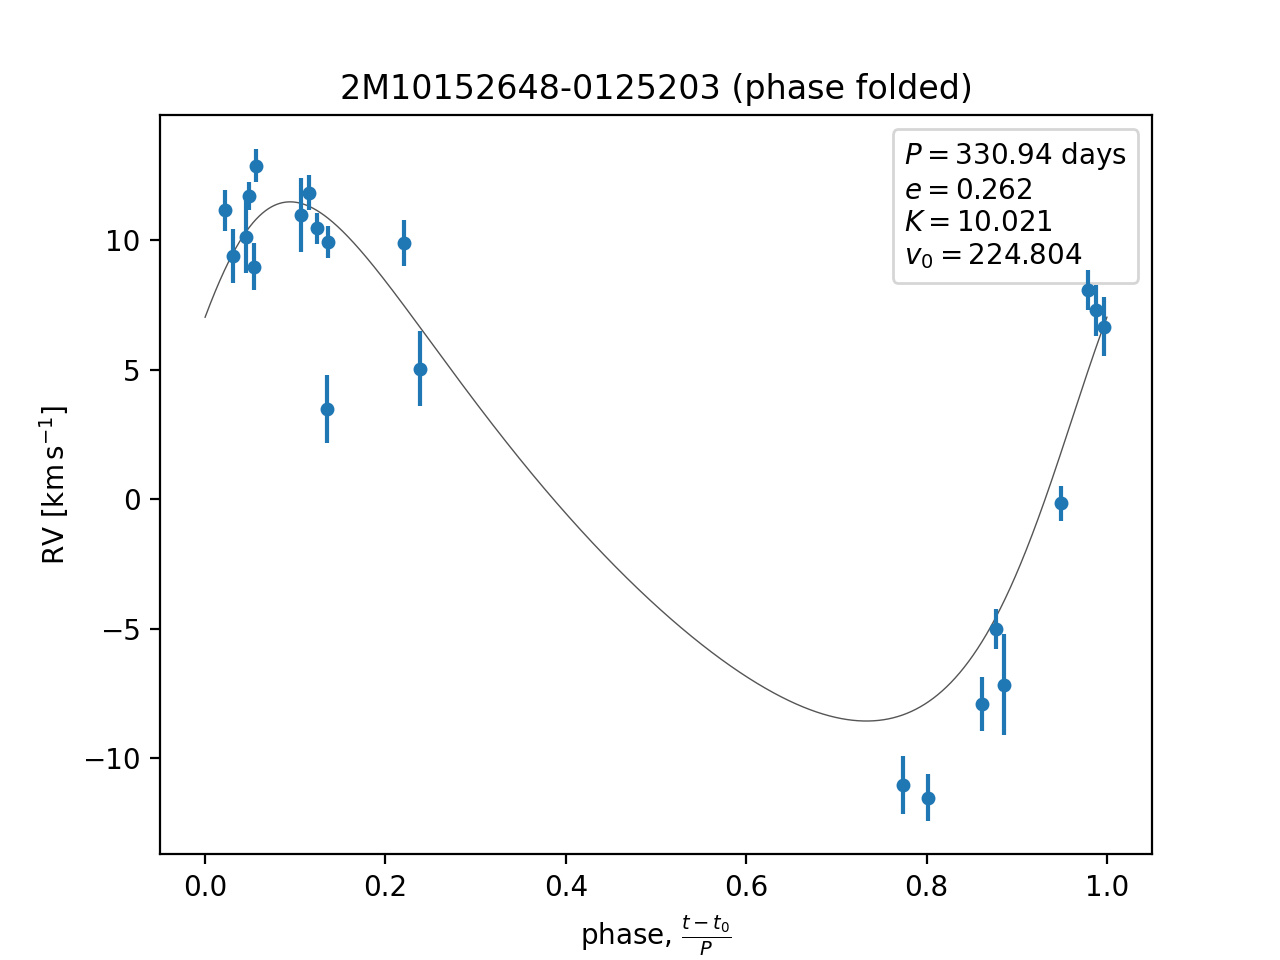 2M10152648-0125203 (phase folded)
P = 330.94 days
e = 0.262
K = 10.021
v₀ = 224.804
RV [km s⁻¹]
10
5
0
−5
−10
0.0 0.2 0.4 0.6 0.8 1.0
phase, (t − t₀)/P